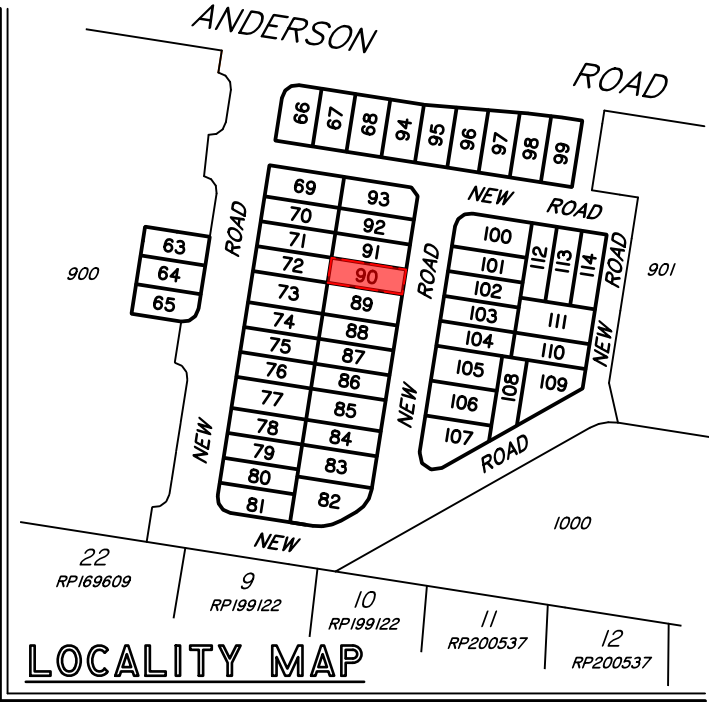 ANDERSON
ROAD
66 67 68 94 95 96 97 98 99
NEW ROAD
69 93
70 92
71 91
72 90
73 89
74 88
75 87
76 86
77 85
78 84
79 83
80 82
81
ROAD
NEW
63
64
65
900
ROAD
NEW
100
101
102
103
104
105
106
107
108
109
110
111
112 113 114
ROAD
NEW
901
ROAD
1000
NEW
22
RP169609
9
RP199122
10
RP199122
11
RP200537
12
RP200537
LOCALITY MAP